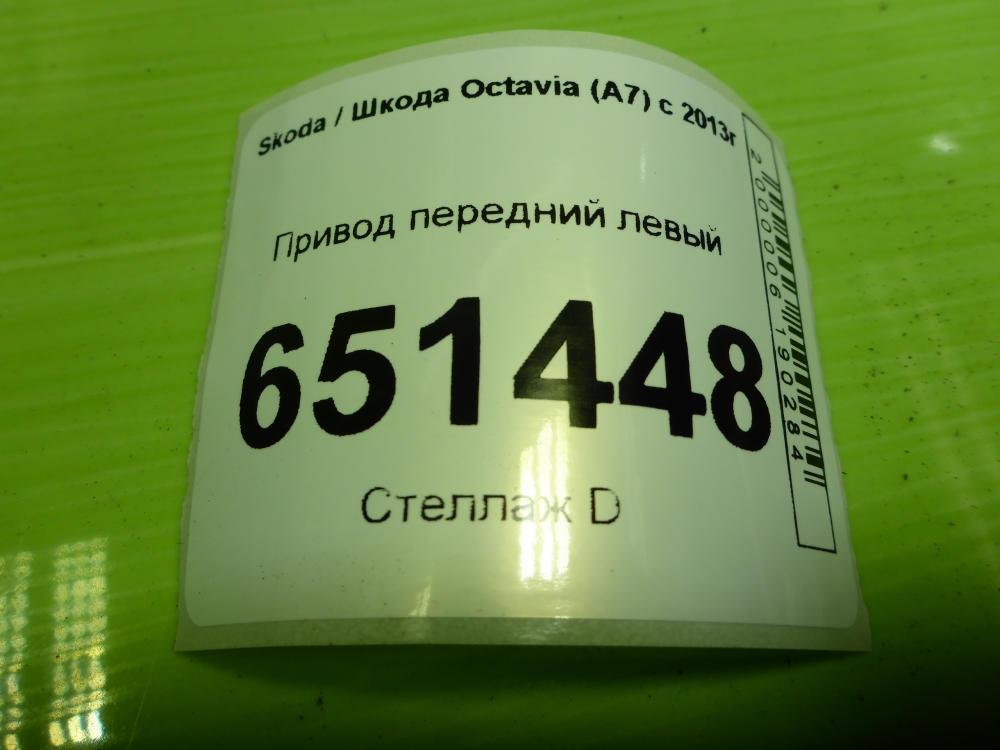 Skoda / Шкода Octavia (A7) с 2013г
Привод передний левый
651448
Стеллаж D
2000006190284